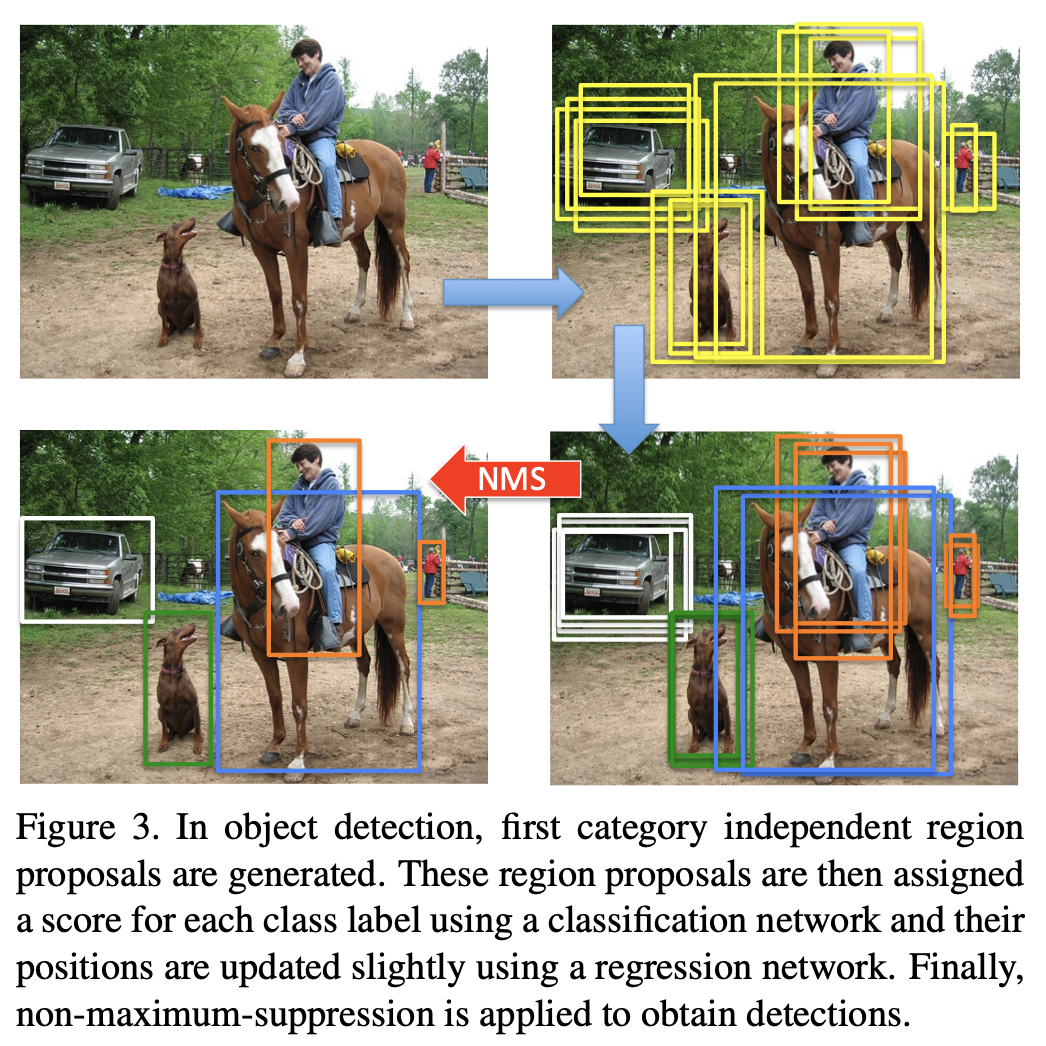 NMS
Figure 3. In object detection, first category independent region
proposals are generated. These region proposals are then assigned
a score for each class label using a classification network and their
positions are updated slightly using a regression network. Finally,
non-maximum-suppression is applied to obtain detections.